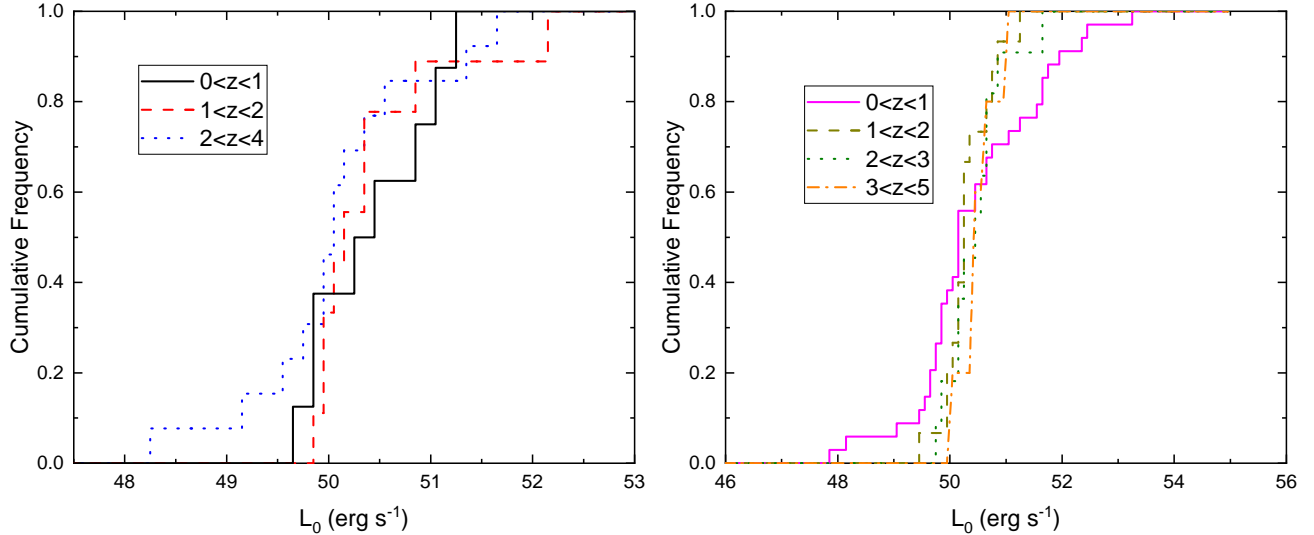 1.0
0.8
0.6
0.4
0.2
0.0
Cumulative Frequency
48 49 50 51 52 53
L₀ (erg s⁻¹)
0<z<1
1<z<2
2<z<4
1.0
0.8
0.6
0.4
0.2
0.0
Cumulative Frequency
46 48 50 52 54 56
L₀ (erg s⁻¹)
0<z<1
1<z<2
2<z<3
3<z<5